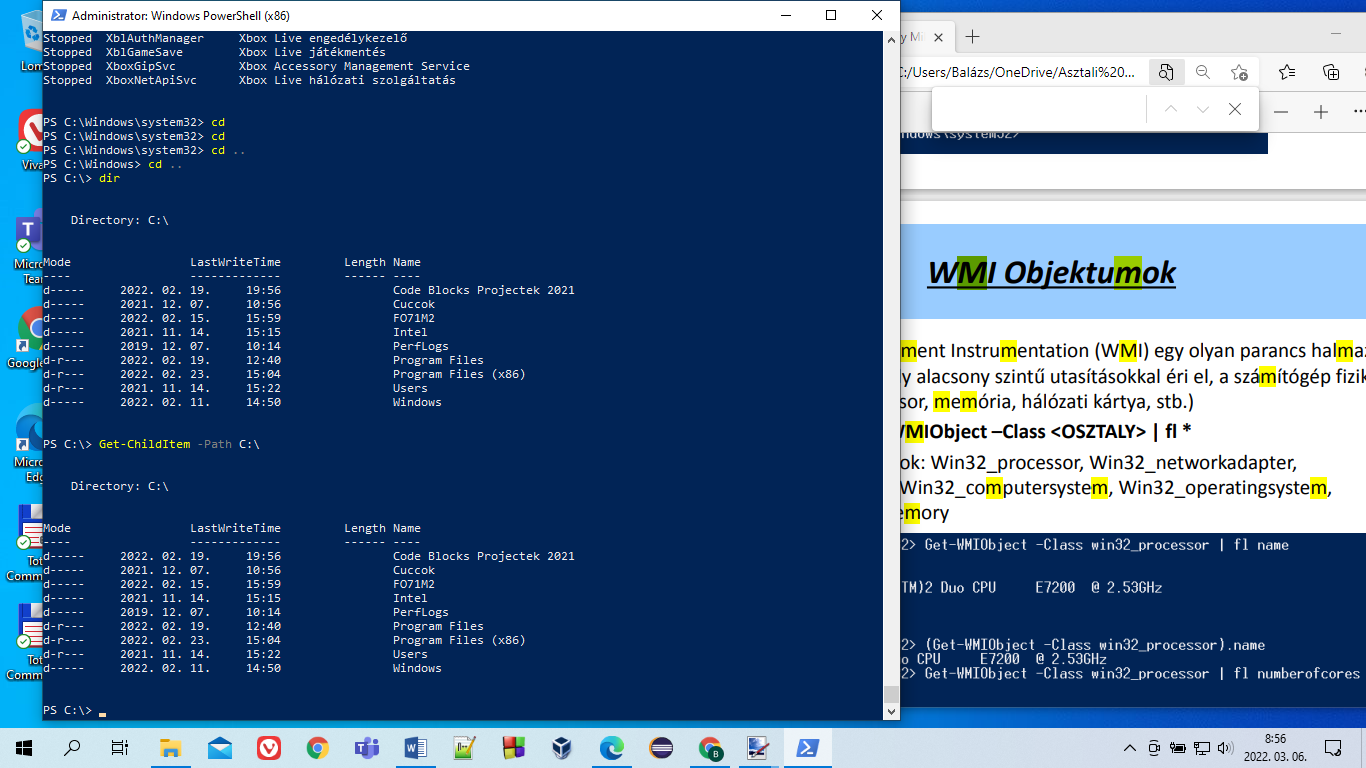 Administrator: Windows PowerShell (x86)
Stopped XblAuthManager Xbox Live engedélykezelő
Stopped XblGameSave Xbox Live játékmentés
Stopped XboxGipSvc Xbox Accessory Management Service
Stopped XboxNetApiSvc Xbox Live hálózati szolgáltatás
PS C:\Windows\system32> cd
PS C:\Windows\system32> cd
PS C:\Windows\system32> cd ..
PS C:\Windows> cd ..
PS C:\> dir
Directory: C:\
Mode LastWriteTime Length Name
---- ------------- ------ ----
d----- 2022. 02. 19. 19:56 Code Blocks Projectek 2021
d----- 2021. 12. 07. 10:56 Cuccok
d----- 2022. 02. 15. 15:59 FO71M2
d----- 2021. 11. 14. 15:15 Intel
d----- 2019. 12. 07. 10:14 PerfLogs
d-r--- 2022. 02. 19. 12:40 Program Files
d-r--- 2022. 02. 23. 15:04 Program Files (x86)
d-r--- 2021. 11. 14. 15:22 Users
d----- 2022. 02. 11. 14:50 Windows
PS C:\> Get-ChildItem -Path C:\
Directory: C:\
Mode LastWriteTime Length Name
---- ------------- ------ ----
d----- 2022. 02. 19. 19:56 Code Blocks Projectek 2021
d----- 2021. 12. 07. 10:56 Cuccok
d----- 2022. 02. 15. 15:59 FO71M2
d----- 2021. 11. 14. 15:15 Intel
d----- 2019. 12. 07. 10:14 PerfLogs
d-r--- 2022. 02. 19. 12:40 Program Files
d-r--- 2022. 02. 23. 15:04 Program Files (x86)
d-r--- 2021. 11. 14. 15:22 Users
d----- 2022. 02. 11. 14:50 Windows
PS C:\> _
Lom
Viva
Micro
Tea
Google
Micro
Edg
Tot
Comm
Tot
Comm
y Mi
C:/Users/Balázs/OneDrive/Asztali%20...
ndows\system32>
WMI Objektumok
ment Instrumentation (WMI) egy olyan parancs halmaz
y alacsony szintű utasításokkal éri el, a számítógép fizik
sor, memória, hálózati kártya, stb.)
WMIObject –Class <OSZTALY> | fl *
ok: Win32_processor, Win32_networkadapter,
Win32_computersystem, Win32_operatingsystem,
emory
2> Get-WMIObject -Class win32_processor | fl name
TM)2 Duo CPU E7200 @ 2.53GHz
2> (Get-WMIObject -Class win32_processor).name
o CPU E7200 @ 2.53GHz
2> Get-WMIObject -Class win32_processor | fl numberofcores
8:56
2022. 03. 06.